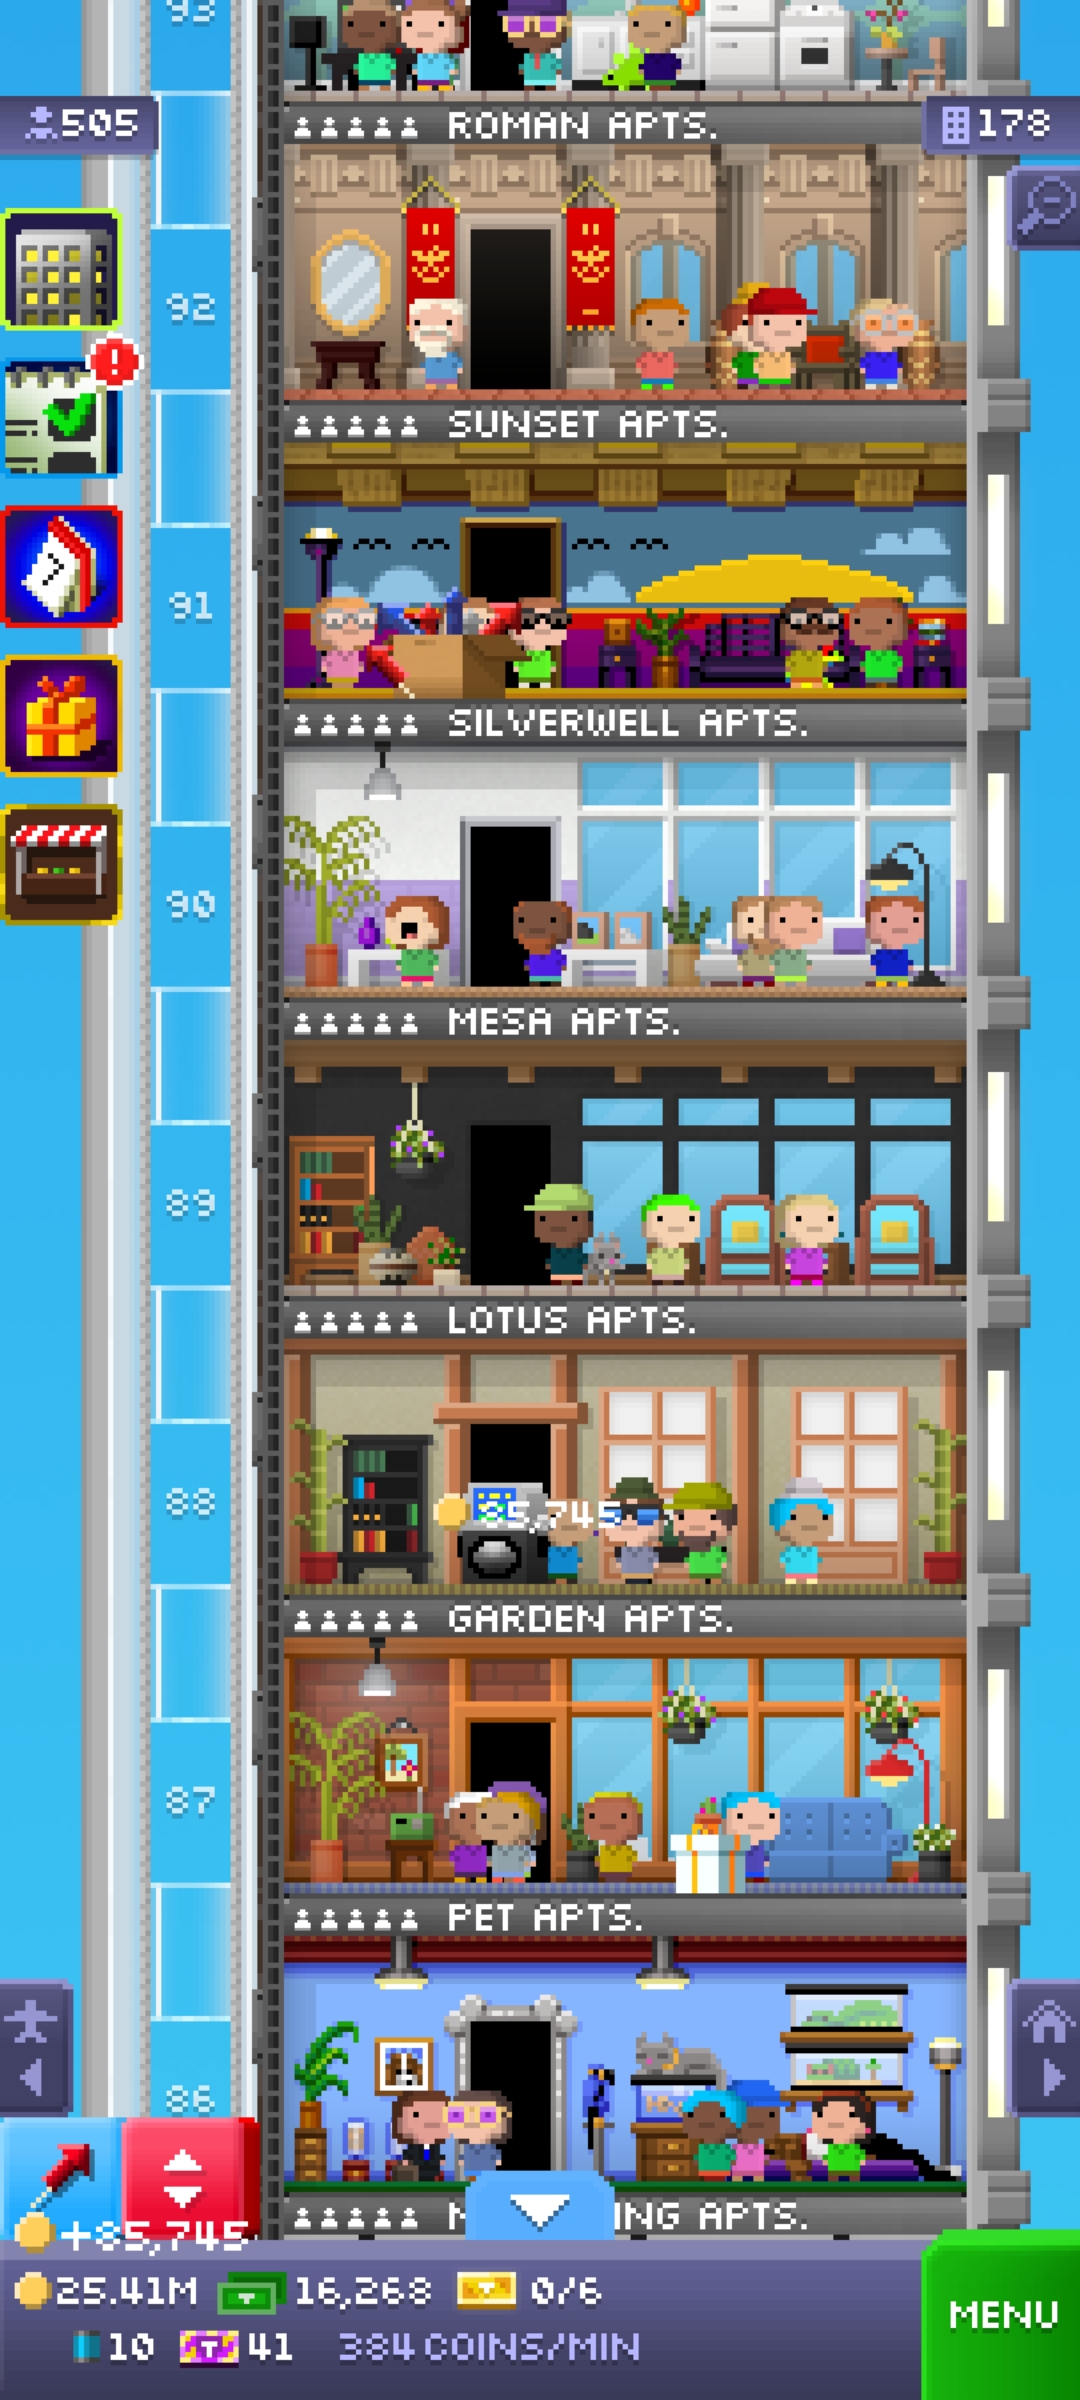 93
505
ROMAN APTS.
178
92
SUNSET APTS.
7
91
SILVERWELL APTS.
90
MESA APTS.
89
LOTUS APTS.
88
85,745
GARDEN APTS.
87
PET APTS.
86
ING APTS.
+85,745
25.41M 16,268 0/6
MENU
10 T 41 384 COINS/MIN